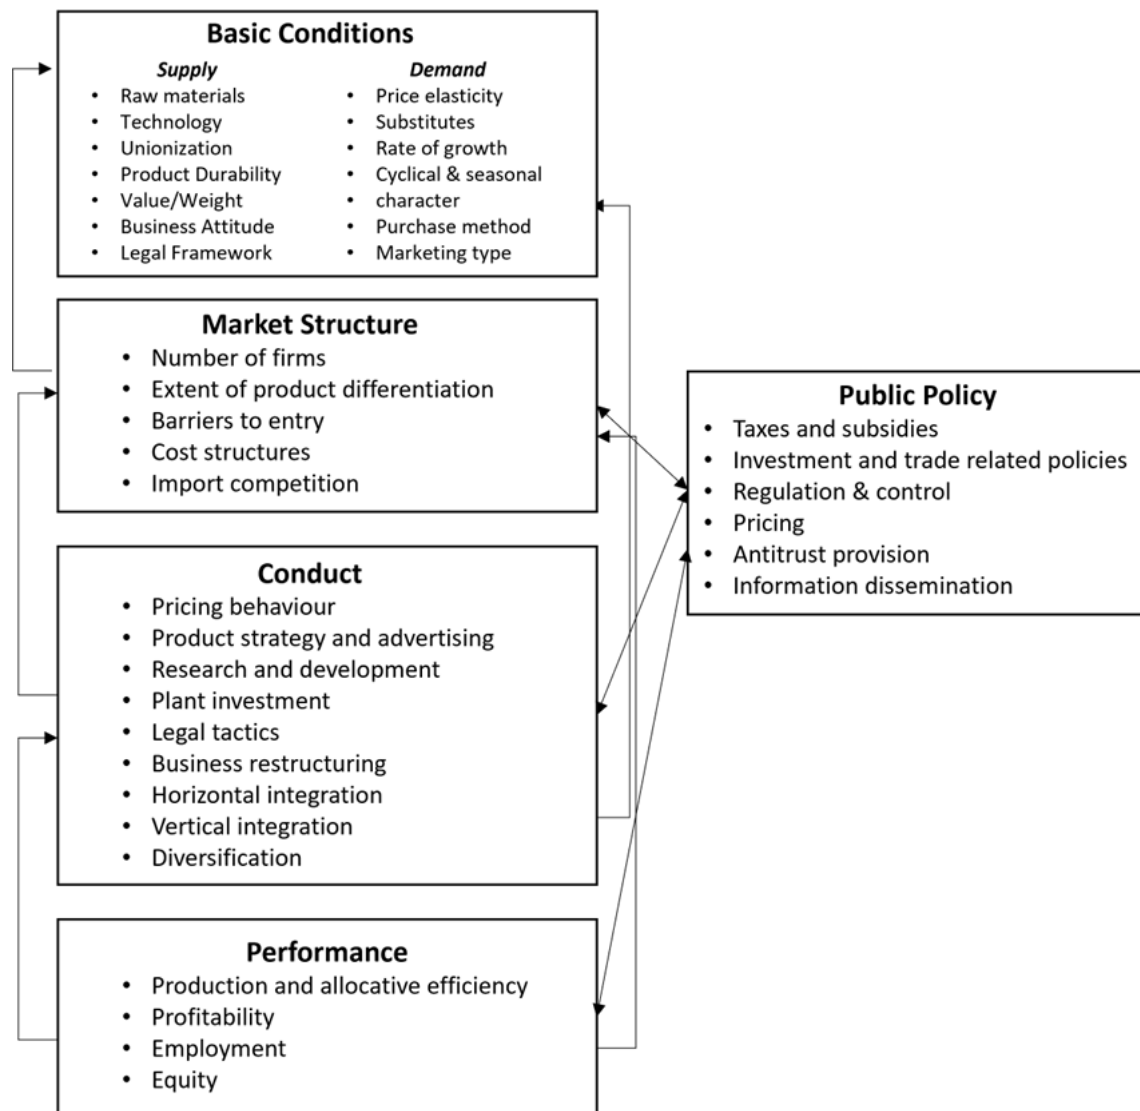 Basic Conditions
Supply
• Raw materials
• Technology
• Unionization
• Product Durability
• Value/Weight
• Business Attitude
• Legal Framework
Demand
• Price elasticity
• Substitutes
• Rate of growth
• Cyclical & seasonal
• character
• Purchase method
• Marketing type
Market Structure
• Number of firms
• Extent of product differentiation
• Barriers to entry
• Cost structures
• Import competition
Conduct
• Pricing behaviour
• Product strategy and advertising
• Research and development
• Plant investment
• Legal tactics
• Business restructuring
• Horizontal integration
• Vertical integration
• Diversification
Performance
• Production and allocative efficiency
• Profitability
• Employment
• Equity
Public Policy
• Taxes and subsidies
• Investment and trade related policies
• Regulation & control
• Pricing
• Antitrust provision
• Information dissemination